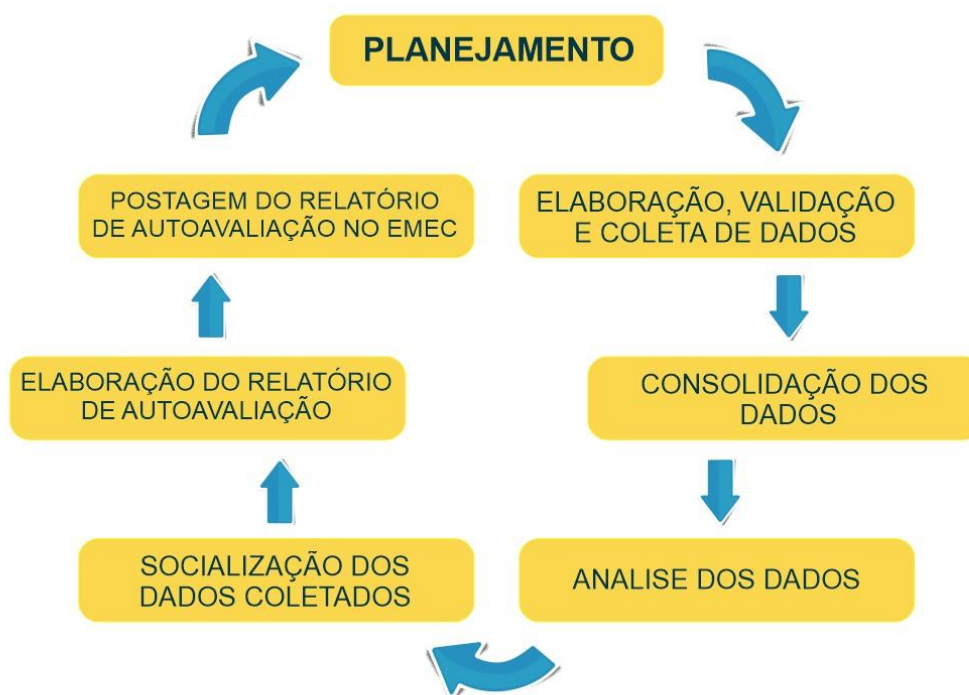 PLANEJAMENTO
ELABORAÇÃO, VALIDAÇÃO
E COLETA DE DADOS
CONSOLIDAÇÃO DOS
DADOS
ANALISE DOS DADOS
SOCIALIZAÇÃO DOS
DADOS COLETADOS
ELABORAÇÃO DO RELATÓRIO
DE AUTOAVALIAÇÃO
POSTAGEM DO RELATÓRIO
DE AUTOAVALIAÇÃO NO EMEC